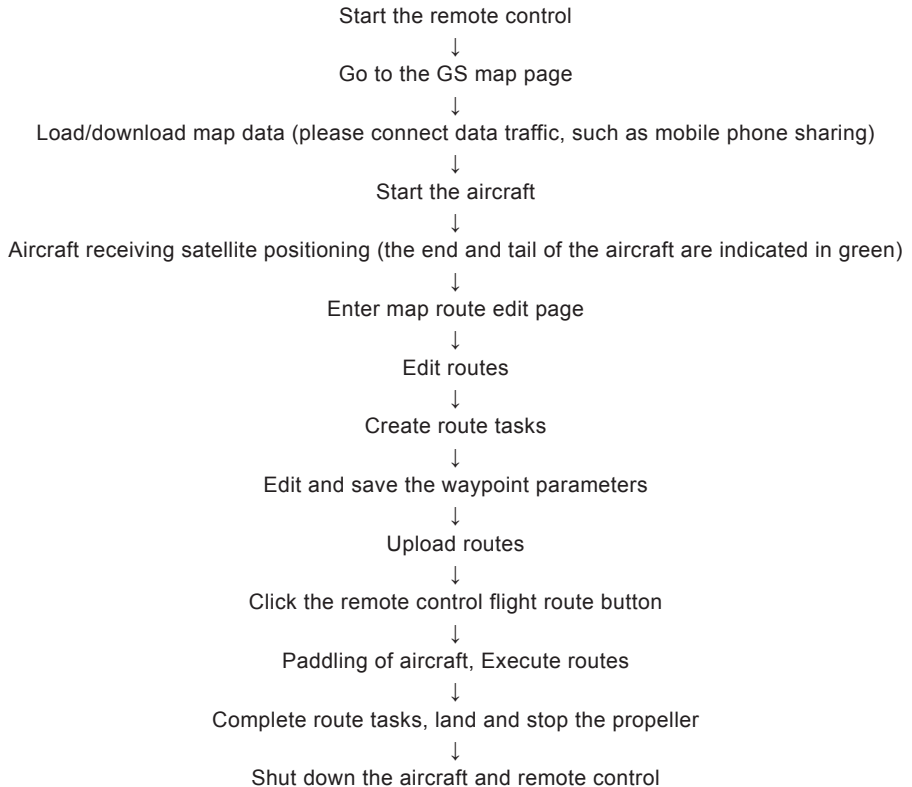 Start the remote control
↓
Go to the GS map page
↓
Load/download map data (please connect data traffic, such as mobile phone sharing)
↓
Start the aircraft
↓
Aircraft receiving satellite positioning (the end and tail of the aircraft are indicated in green)
↓
Enter map route edit page
↓
Edit routes
↓
Create route tasks
↓
Edit and save the waypoint parameters
↓
Upload routes
↓
Click the remote control flight route button
↓
Paddling of aircraft, Execute routes
↓
Complete route tasks, land and stop the propeller
↓
Shut down the aircraft and remote control